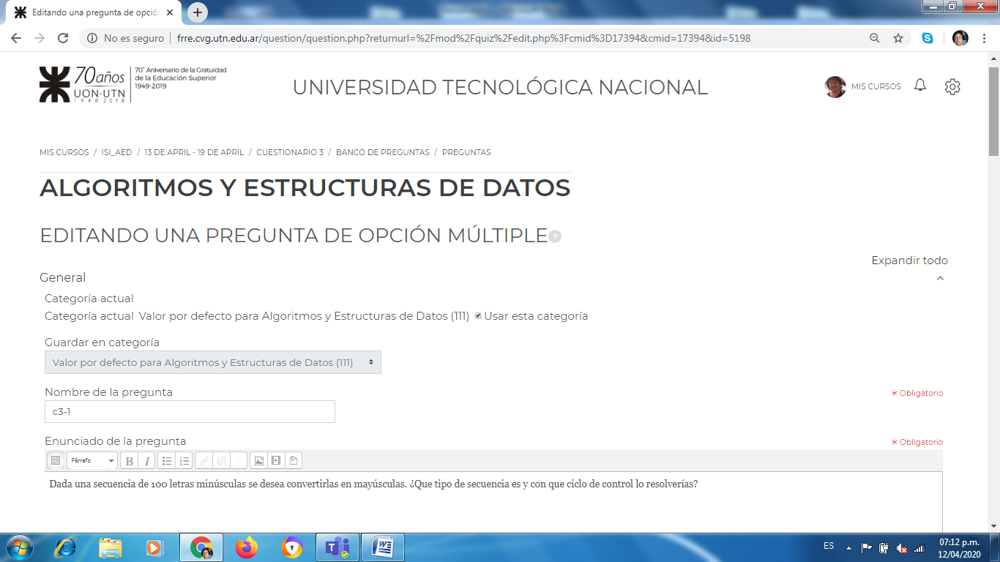 Editando una pregunta de opción
No es seguro
frre.cvg.utn.edu.ar/question/question.php?returnurl=%2Fmod%2Fquiz%2Fedit.php%3Fcmid%3D17394&cmid=17394&id=5198
70años
UON·UTN
1948 2018
70° Aniversario de la Gratuidad
de la Educación Superior
1949-2019
UNIVERSIDAD TECNOLÓGICA NACIONAL
MIS CURSOS
MIS CURSOS / ISI_AED / 13 DE APRIL - 19 DE APRIL / CUESTIONARIO 3 / BANCO DE PREGUNTAS / PREGUNTAS
ALGORITMOS Y ESTRUCTURAS DE DATOS
EDITANDO UNA PREGUNTA DE OPCIÓN MÚLTIPLE
Expandir todo
General
Categoría actual
Categoría actual Valor por defecto para Algoritmos y Estructuras de Datos (111) Usar esta categoría
Guardar en categoría
Valor por defecto para Algoritmos y Estructuras de Datos (111)
Nombre de la pregunta
Obligatorio
c3-1
Enunciado de la pregunta
Obligatorio
Párrafo
B I
Dada una secuencia de 100 letras minúsculas se desea convertirlas en mayúsculas. ¿Que tipo de secuencia es y con que ciclo de control lo resolverías?
ES
07:12 p.m.
12/04/2020